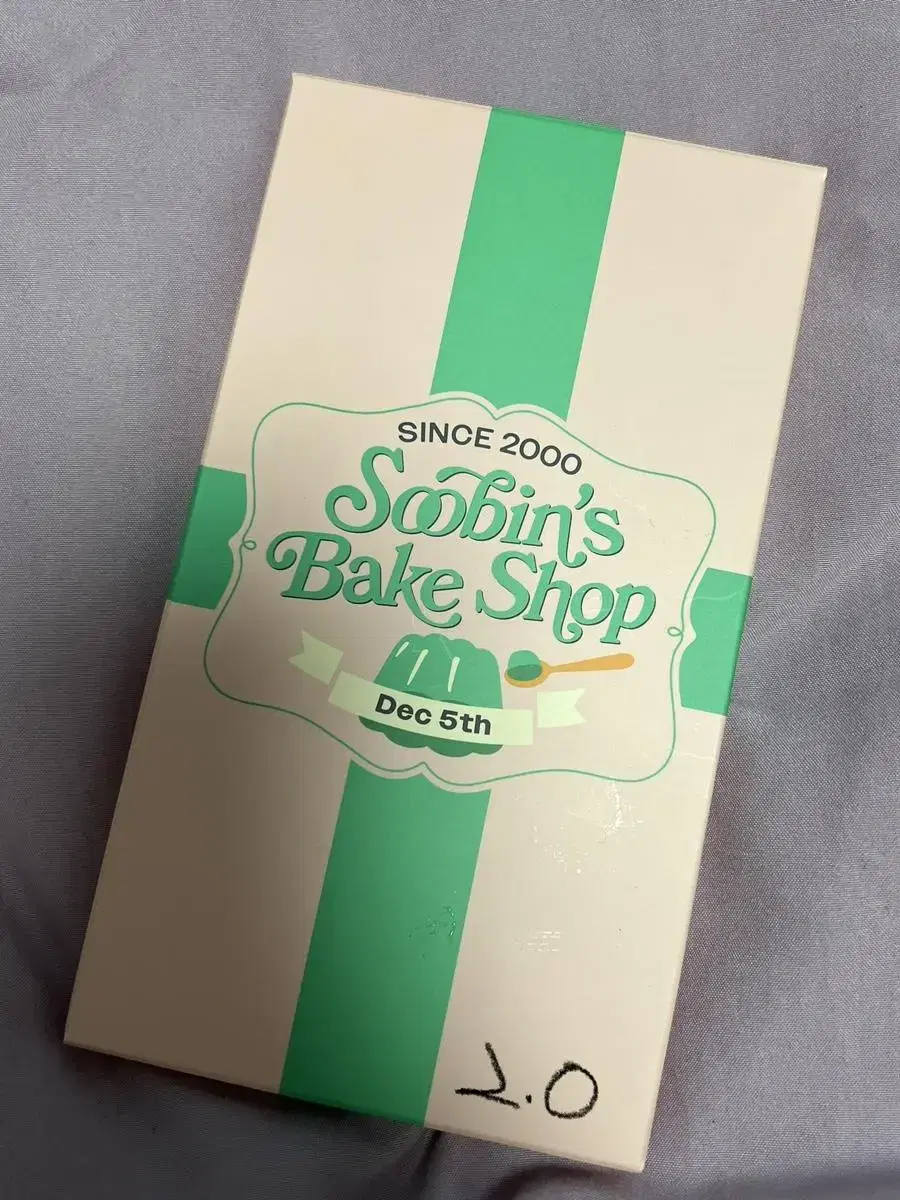 SINCE 2000
Soobin's
Bake Shop
Dec 5th
2.0